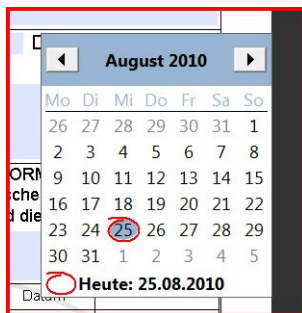 August 2010
Mo Di Mi Do Fr Sa So
26 27 28 29 30 31 1
2 3 4 5 6 7 8
9 10 11 12 13 14 15
16 17 18 19 20 21 22
23 24 25 26 27 28 29
30 31 1 2 3 4 5
Heute: 25.08.2010